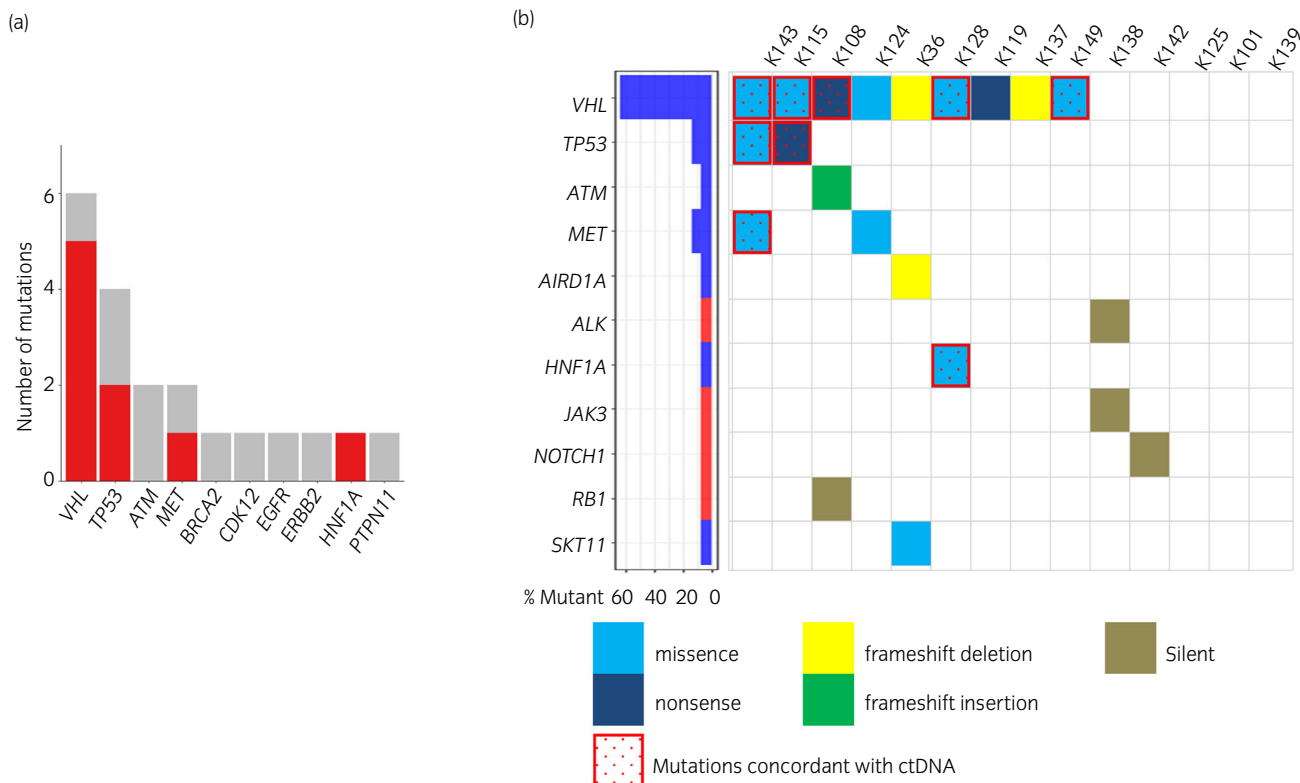 (a)
Number of mutations
6
4
2
0
VHL
TP53
ATM
MET
BRCA2
CDK12
EGFR
ERBB2
HNF1A
PTPN11
(b)
K143
K115
K108
K124
K36
K128
K119
K137
K149
K138
K142
K125
K101
K139
VHL
TP53
ATM
MET
AIRD1A
ALK
HNF1A
JAK3
NOTCH1
RB1
SKT11
% Mutant 60 40 20 0
missence
frameshift deletion
Silent
nonsense
frameshift insertion
Mutations concordant with ctDNA